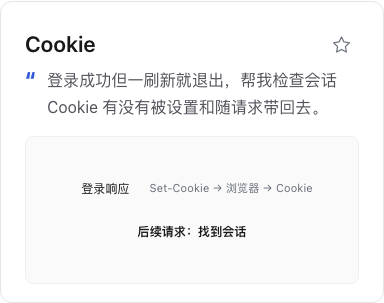 Cookie
“ 登录成功但一刷新就退出，帮我检查会话
Cookie 有没有被设置和随请求带回去。
登录响应 Set-Cookie → 浏览器 → Cookie
后续请求：找到会话